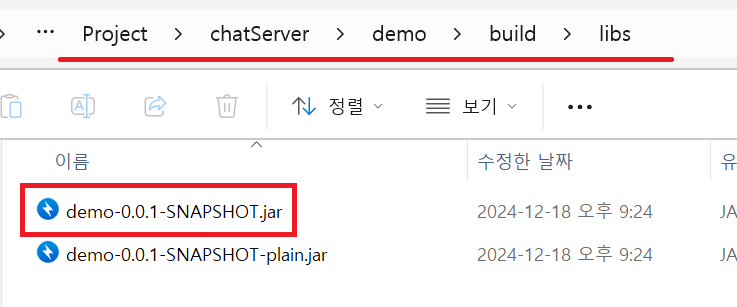 ... Project > chatServer > demo > build > libs
정렬 보기 ...
이름 수정한 날짜 유
demo-0.0.1-SNAPSHOT.jar 2024-12-18 오후 9:24 JA
demo-0.0.1-SNAPSHOT-plain.jar 2024-12-18 오후 9:24 JA